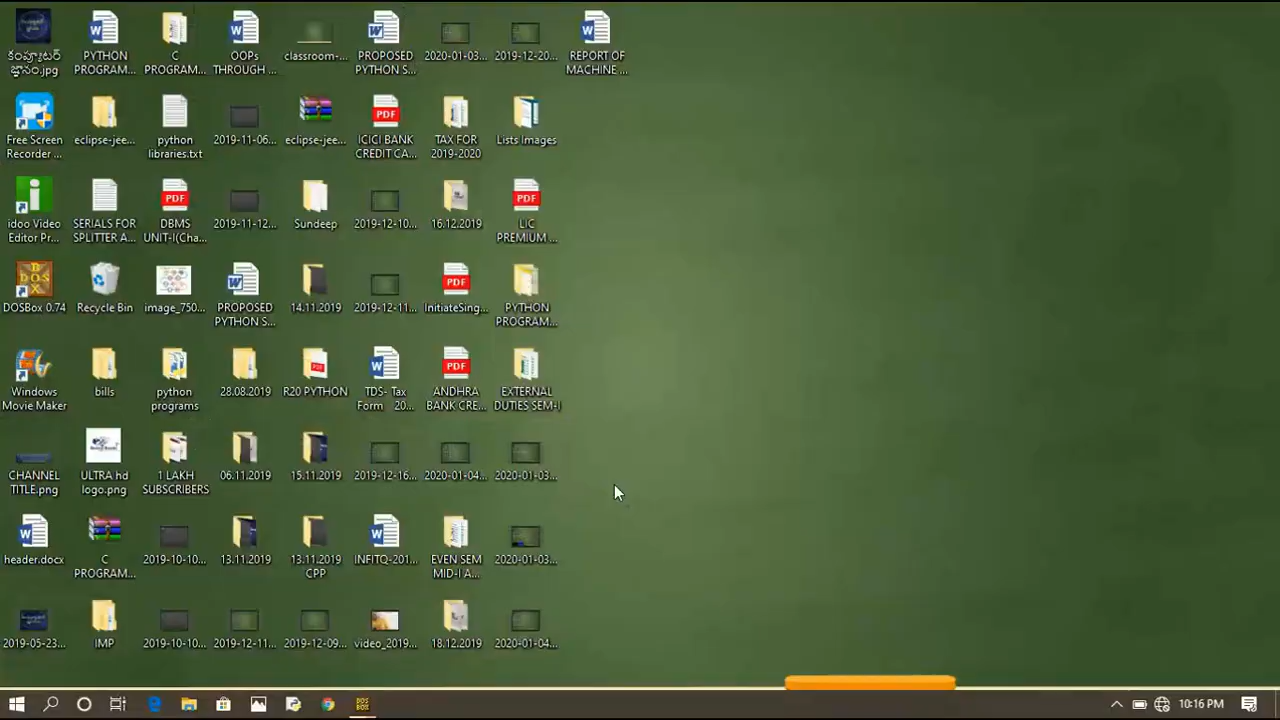 కంప్యూటర్
జ్ఞానం.jpg
PYTHON
PROGRAM...
C
PROGRAM...
OOPs
THROUGH ...
classroom-...
PROPOSED
PYTHON S...
2020-01-03...
2019-12-20...
REPORT OF
MACHINE ...
Free Screen
Recorder ...
eclipse-jee...
python
libraries.txt
2019-11-06...
eclipse-jee...
PDF
ICICI BANK
CREDIT CA...
TAX FOR
2019-2020
Lists Images
idoo Video
Editor Pr...
SERIALS FOR
SPLITTER A...
PDF
DBMS
UNIT-I(Cha...
2019-11-12...
Sundeep
2019-12-10...
16.12.2019
PDF
LIC
PREMIUM ...
DOSBox 0.74
Recycle Bin
image_750...
PROPOSED
PYTHON S...
14.11.2019
2019-12-11...
PDF
InitiateSing...
PYTHON
PROGRAM...
Windows
Movie Maker
bills
python
programs
28.08.2019
R20 PYTHON
TDS- Tax
Form 20...
PDF
ANDHRA
BANK CRE...
EXTERNAL
DUTIES SEM-I
CHANNEL
TITLE.png
ULTRA hd
logo.png
1 LAKH
SUBSCRIBERS
06.11.2019
15.11.2019
2019-12-16...
2020-01-04...
2020-01-03...
header.docx
C
PROGRAM...
2019-10-10...
13.11.2019
13.11.2019
CPP
INFITQ-201...
EVEN SEM
MID-I A...
2020-01-03...
2019-05-23...
IMP
2019-10-10...
2019-12-11...
2019-12-09...
video_2019...
18.12.2019
2020-01-04...
10:16 PM